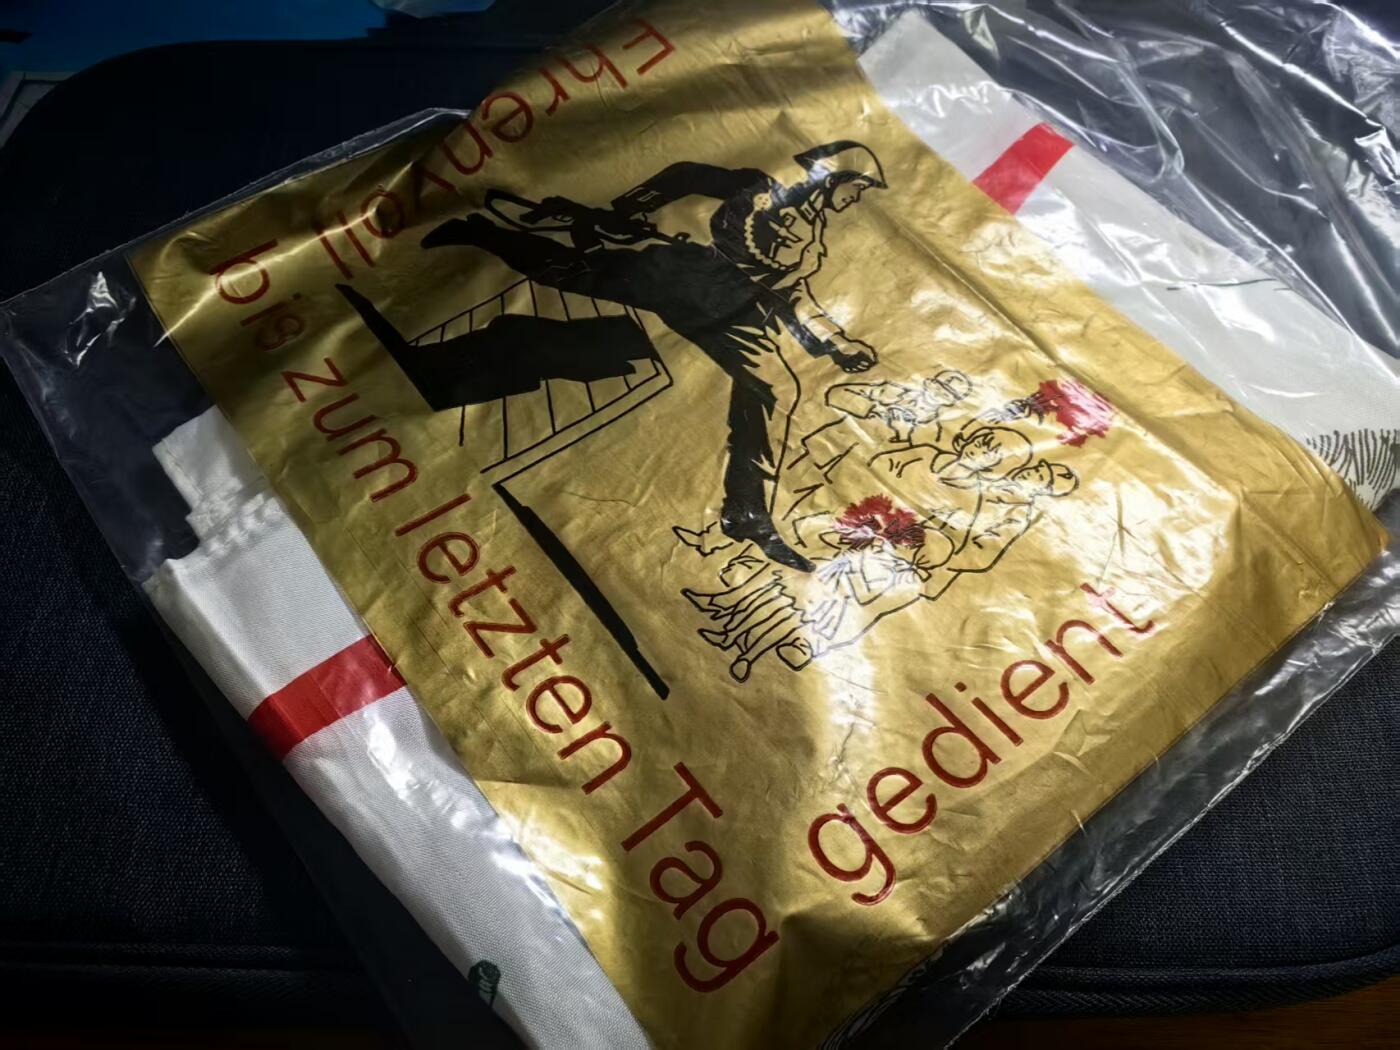 Ehrenvoll
bis zum letzten Tag
gedient